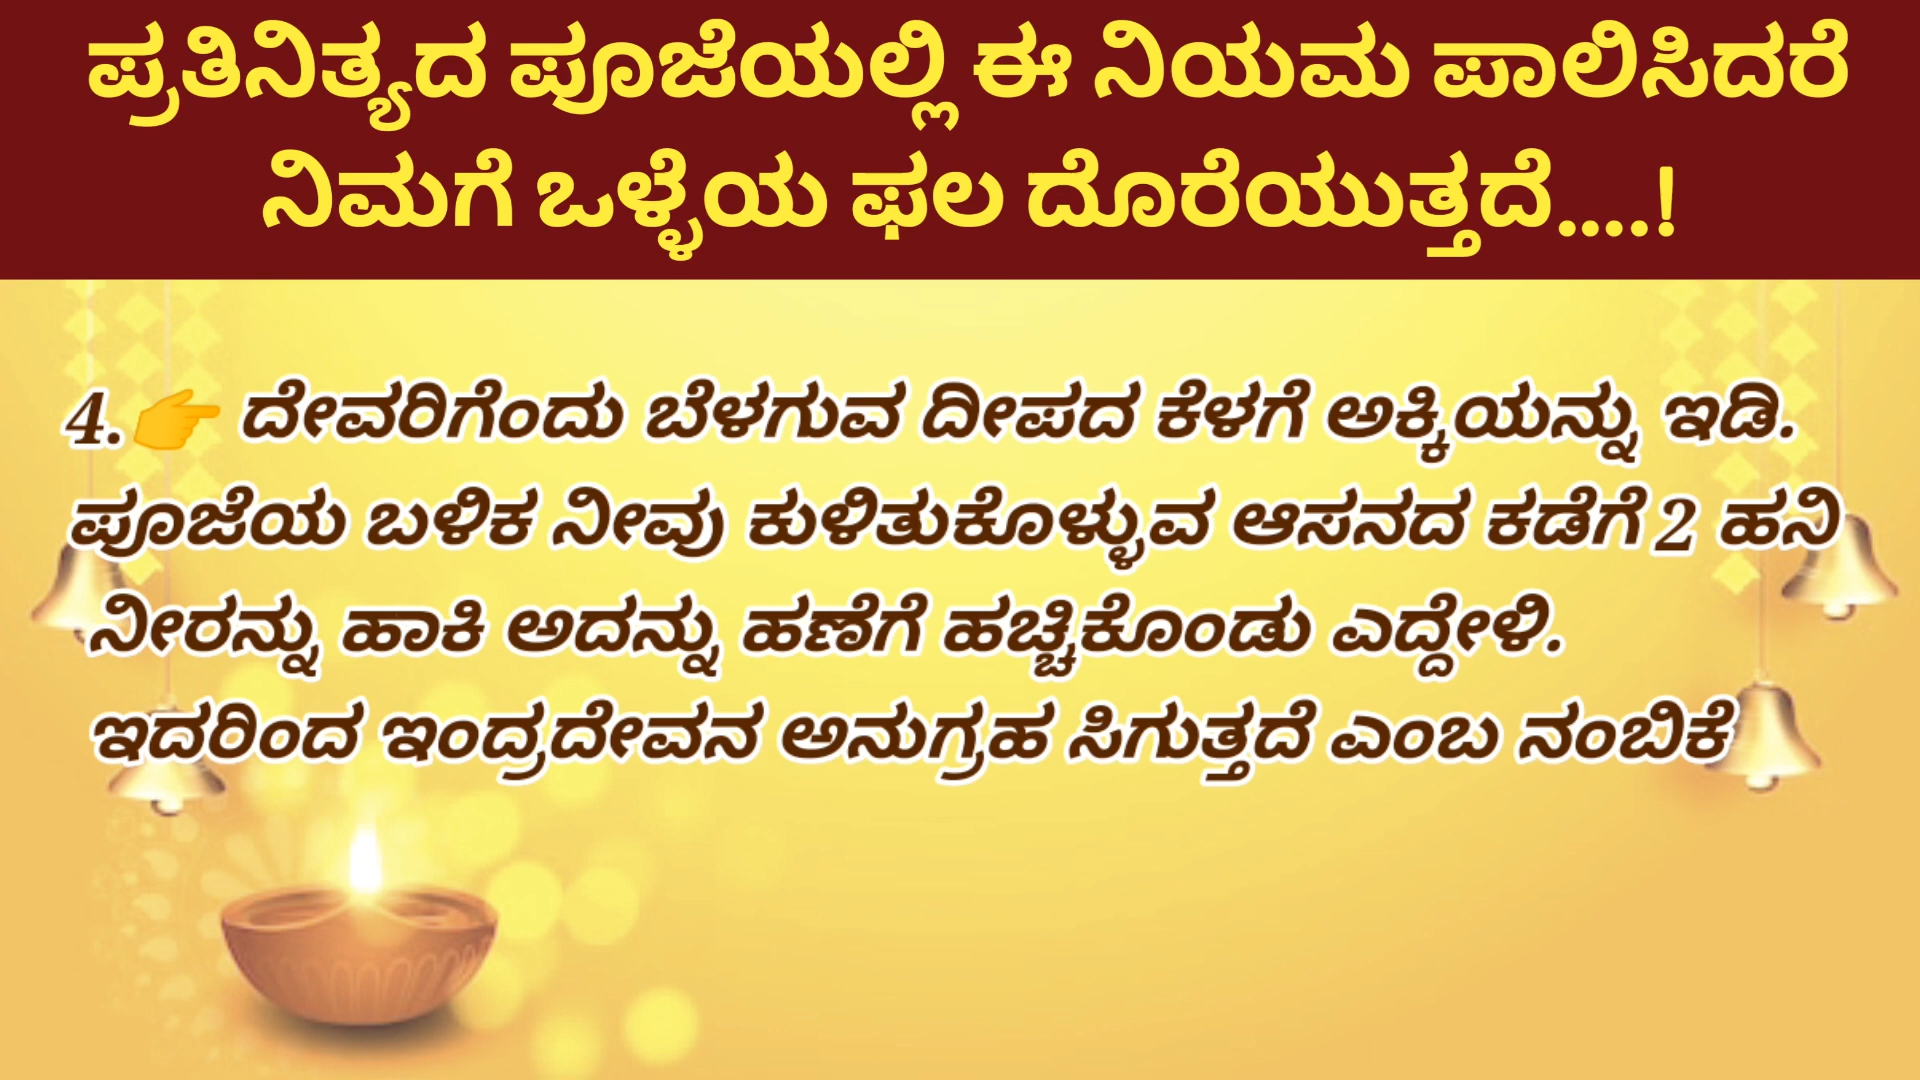 ಪ್ರತಿನಿತ್ಯದ ಪೂಜೆಯಲ್ಲಿ ಈ ನಿಯಮ ಪಾಲಿಸಿದರೆ
ನಿಮಗೆ ಒಳ್ಳೆಯ ಫಲ ದೊರೆಯುತ್ತದೆ....!
4.👉 ದೇವರಿಗೆಂದು ಬೆಳಗುವ ದೀಪದ ಕೆಳಗೆ ಅಕ್ಕಿಯನ್ನು ಇಡಿ.
ಪೂಜೆಯ ಬಳಿಕ ನೀವು ಕುಳಿತುಕೊಳ್ಳುವ ಆಸನದ ಕಡೆಗೆ 2 ಹನಿ
ನೀರನ್ನು ಹಾಕಿ ಅದನ್ನು ಹಣೆಗೆ ಹಚ್ಚಿಕೊಂಡು ಎದ್ದೇಳಿ.
ಇದರಿಂದ ಇಂದ್ರದೇವನ ಅನುಗ್ರಹ ಸಿಗುತ್ತದೆ ಎಂಬ ನಂಬಿಕೆ